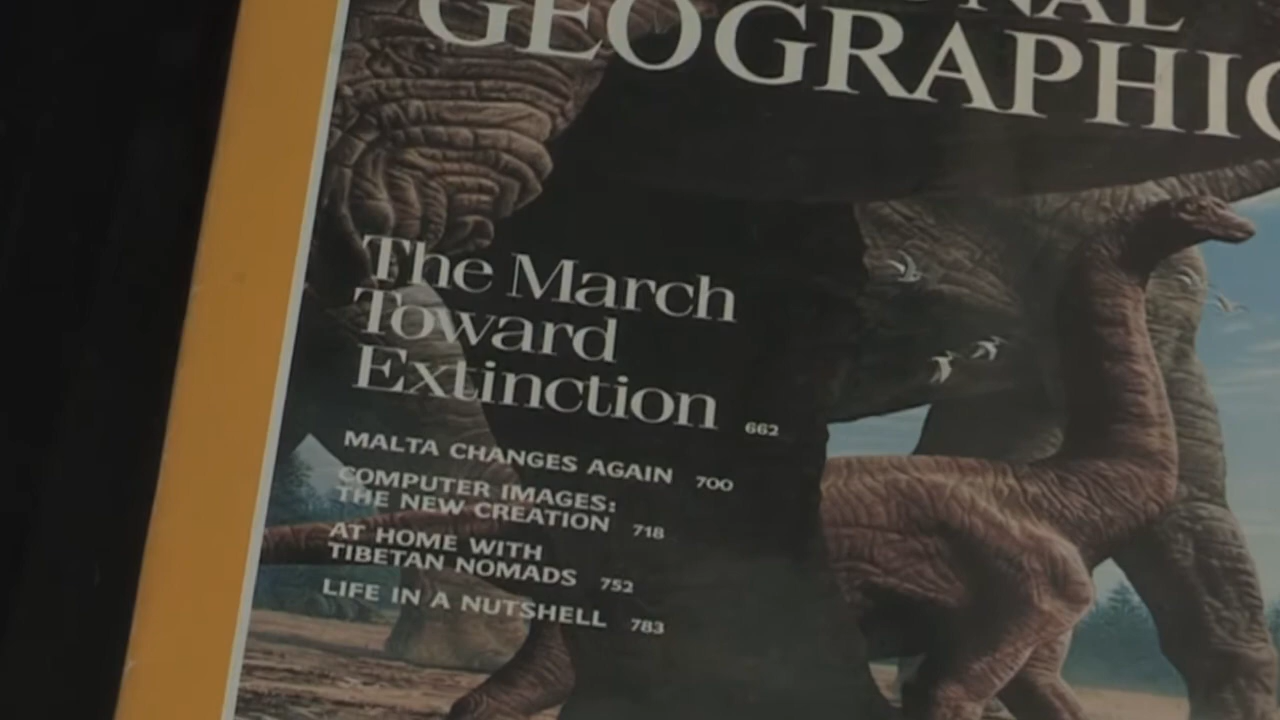 NAL
GEOGRAPHIC
The March
Toward
Extinction 662
MALTA CHANGES AGAIN 700
COMPUTER IMAGES:
THE NEW CREATION 718
AT HOME WITH
TIBETAN NOMADS 752
LIFE IN A NUTSHELL 783